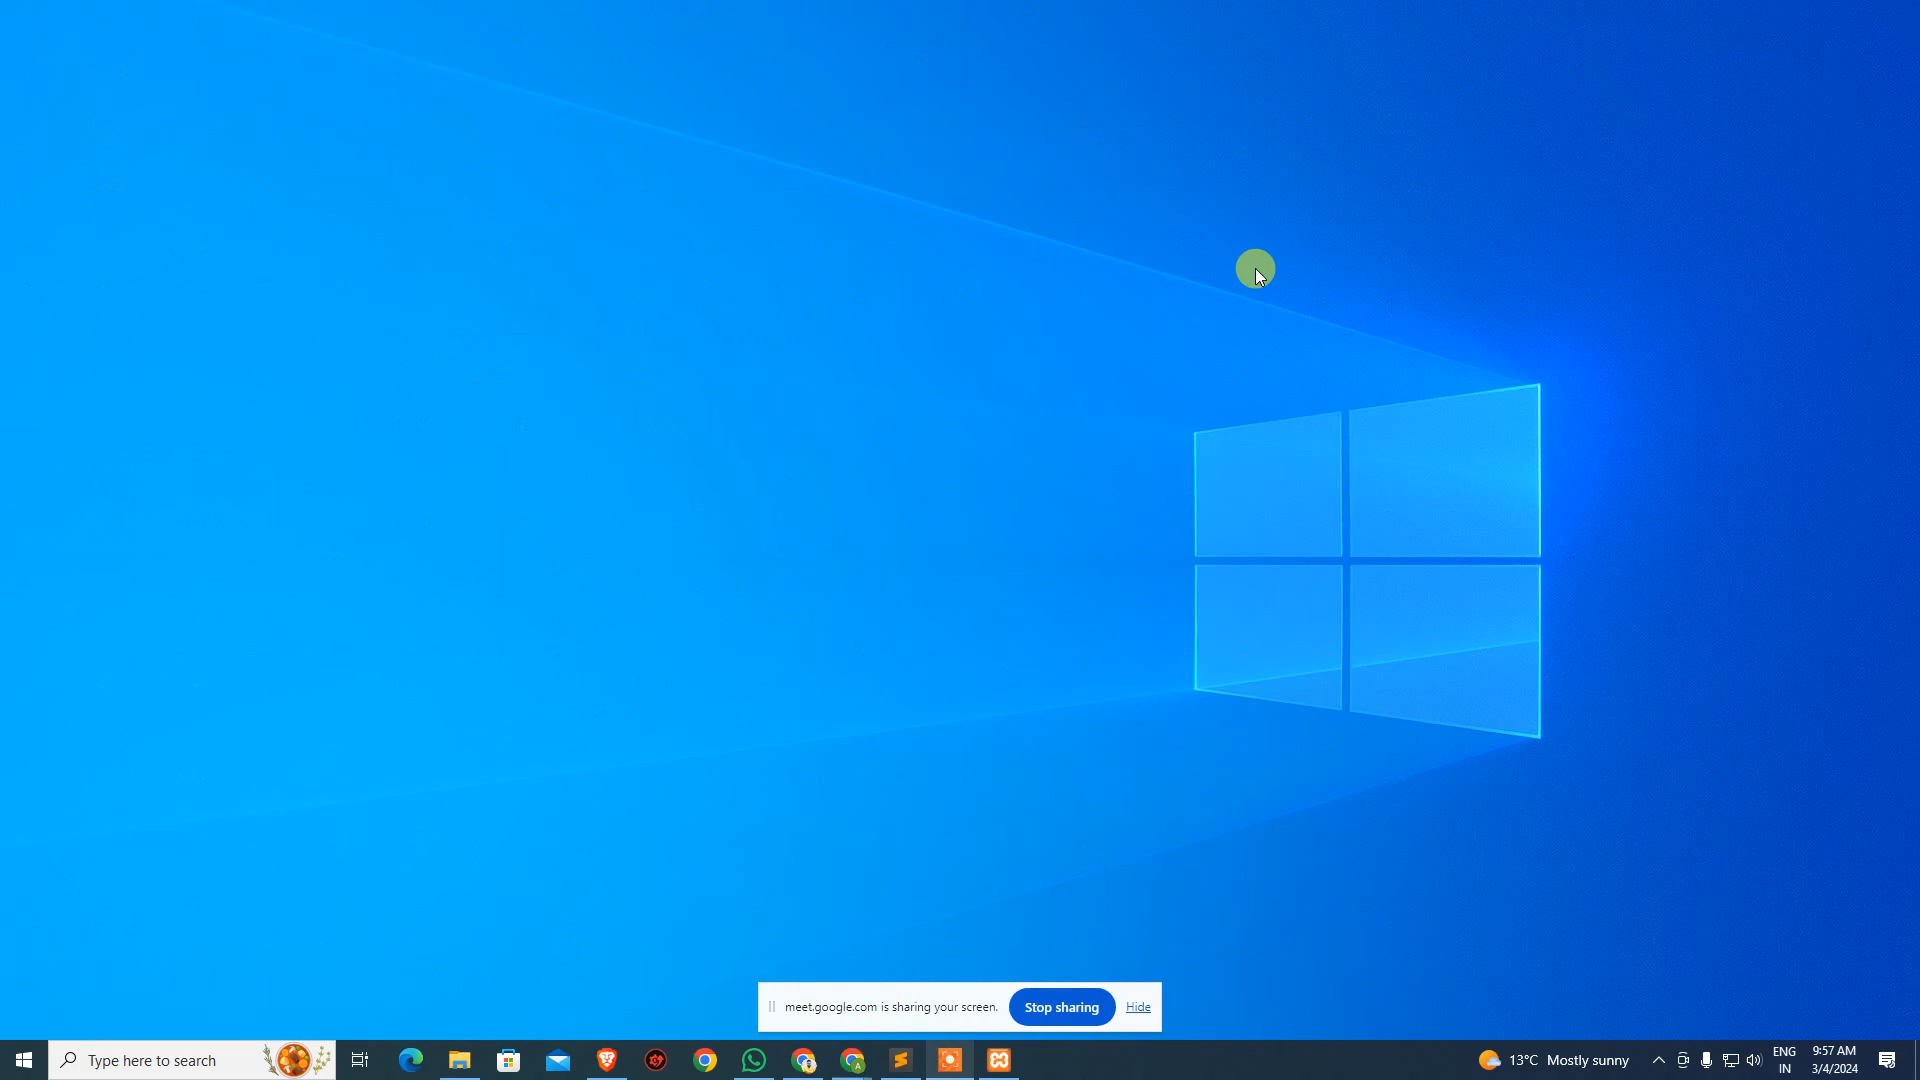 meet.google.com is sharing your screen.
Stop sharing
Hide
Type here to search
13°C Mostly sunny
ENG
IN
9:57 AM
3/4/2024